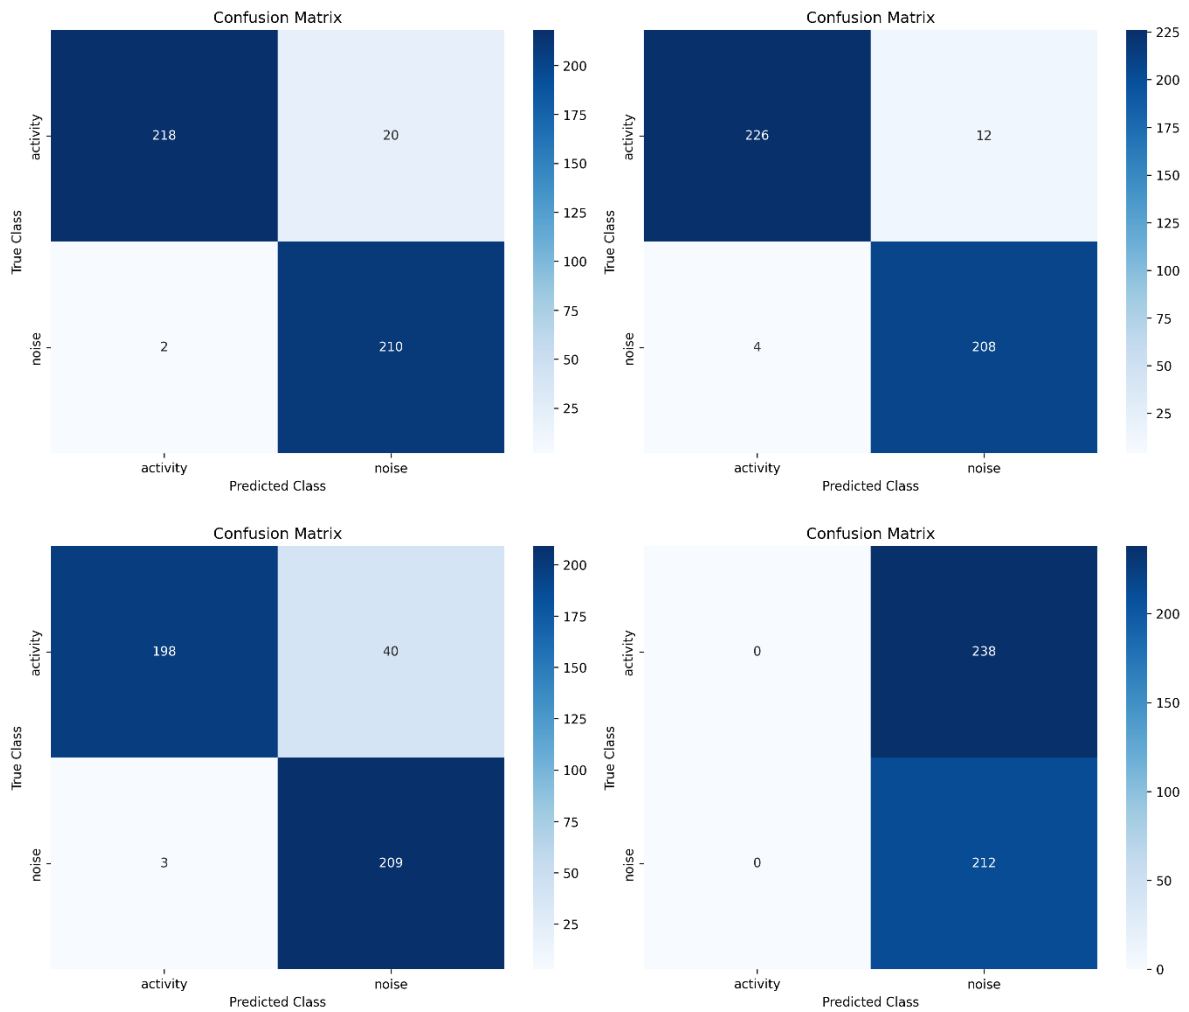 Confusion Matrix
activity
noise
True Class
218
20
2
210
activity
noise
Predicted Class
200
175
150
125
100
75
50
25
Confusion Matrix
activity
noise
True Class
226
12
4
208
activity
noise
Predicted Class
225
200
175
150
125
100
75
50
25
Confusion Matrix
activity
noise
True Class
198
40
3
209
activity
noise
Predicted Class
200
175
150
125
100
75
50
25
Confusion Matrix
activity
noise
True Class
0
238
0
212
activity
noise
Predicted Class
200
150
100
50
0